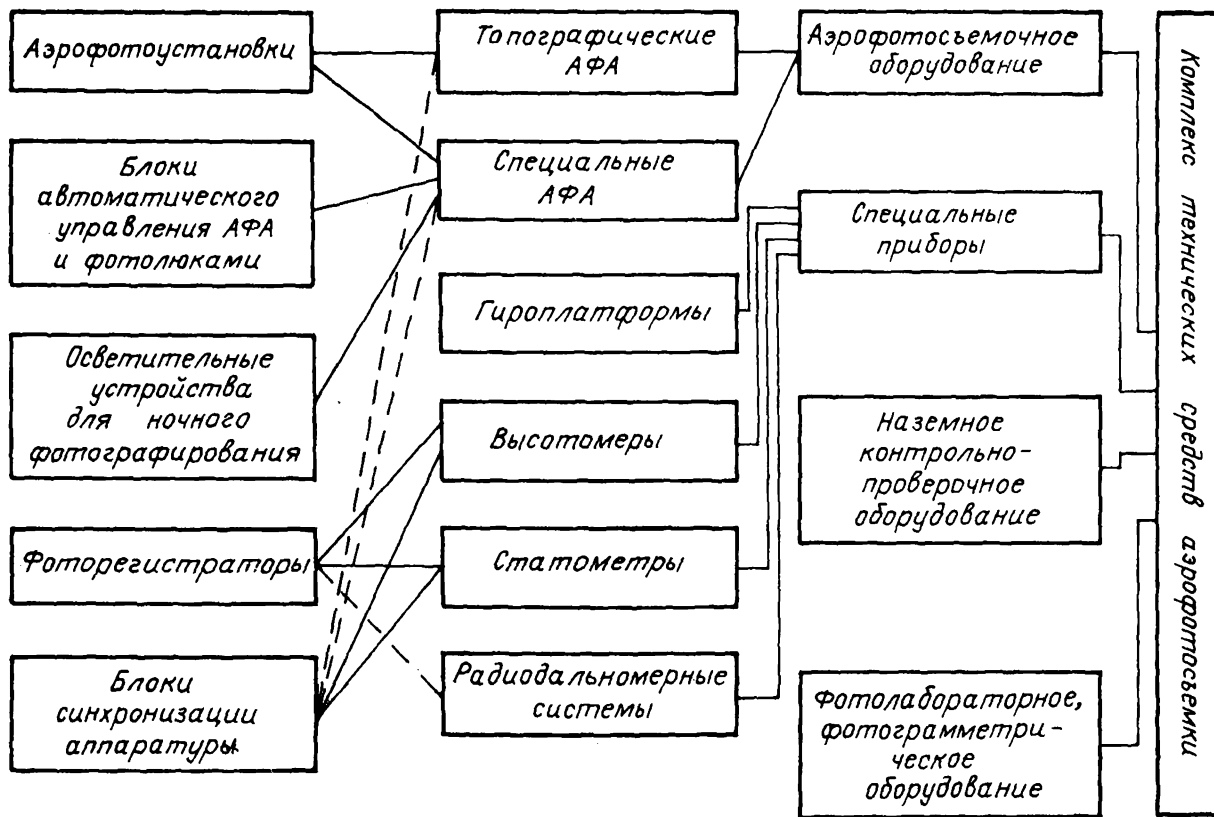 Аэрофотоустановки
Блоки
автоматического
управления АФА
и фотолюками
Осветительные
устройства
для ночного
фотографирования
Фоторегистраторы
Блоки
синхронизации
аппаратуры
Топографические
АФА
Специальные
АФА
Гироплатформы
Высотомеры
Статометры
Радиодальномерные
системы
Аэрофотосъемочное
оборудование
Специальные
приборы
Наземное
контрольно-
проверочное
оборудование
Фотолабораторное,
фотограмметри-
ческое
оборудование
Комплекс технических средств аэрофотосъемки